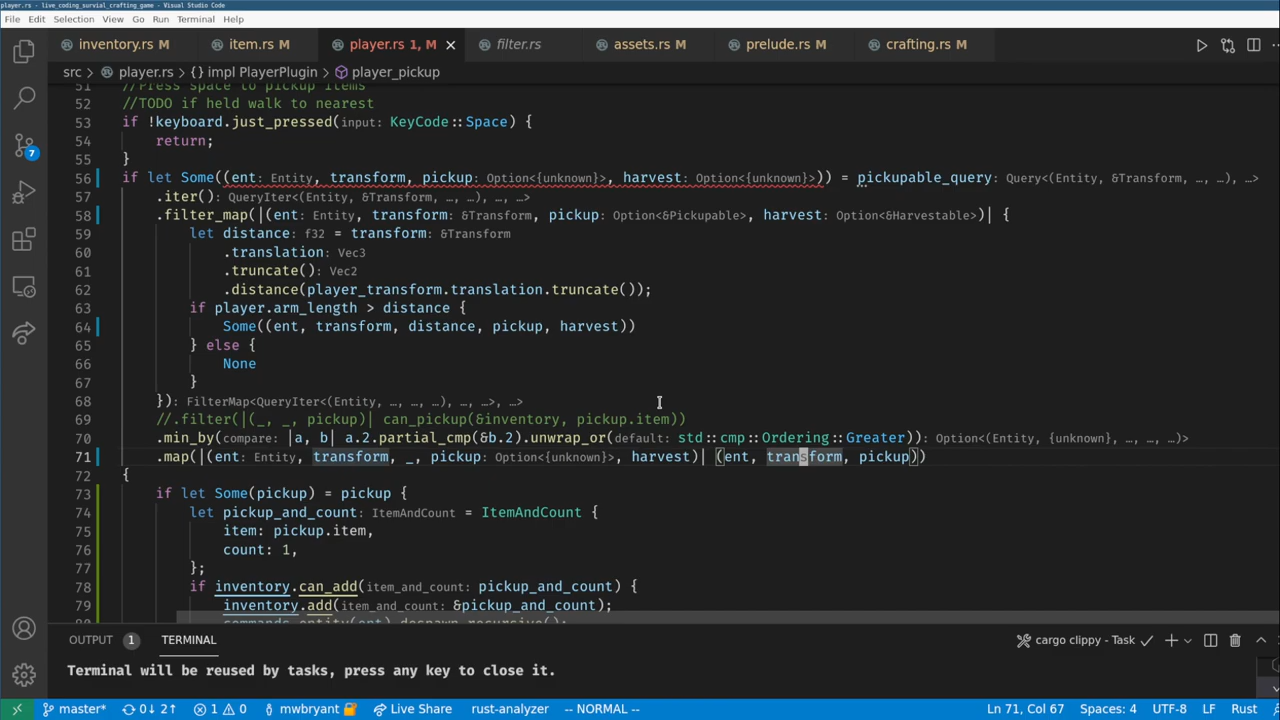 player.rs - live_coding_survial_crafting_game - Visual Studio Code
File Edit Selection View Go Run Terminal Help
inventory.rs M item.rs M player.rs 1, M filter.rs assets.rs M prelude.rs M crafting.rs M
src > player.rs > {} impl PlayerPlugin > player_pickup
51 //Press space to pickup items
52 //TODO if held walk to nearest
53 if !keyboard.just_pressed(input: KeyCode::Space) {
54 return;
55 }
56 if let Some((ent: Entity, transform, pickup: Option<{unknown}>, harvest: Option<{unknown}>)) = pickupable_query: Query<(Entity, &Transform, …, …), …>
57 .iter(): QueryIter<(Entity, &Transform, …, …), …, …>
58 .filter_map(|(ent: Entity, transform: &Transform, pickup: Option<&Pickupable>, harvest: Option<&Harvestable>)| {
59 let distance: f32 = transform: &Transform
60 .translation: Vec3
61 .truncate(): Vec2
62 .distance(player_transform.translation.truncate());
63 if player.arm_length > distance {
64 Some((ent, transform, distance, pickup, harvest))
65 } else {
66 None
67 }
68 }): FilterMap<QueryIter<(Entity, …, …, …), …, …>, …>
69 //.filter(|(_, _, pickup)| can_pickup(&inventory, pickup.item))
70 .min_by(compare: |a, b| a.2.partial_cmp(&b.2).unwrap_or(default: std::cmp::Ordering::Greater)): Option<(Entity, {unknown}, …, …, …)>
71 .map(|(ent: Entity, transform, _, pickup: Option<{unknown}>, harvest)| (ent, transform, pickup))
72 {
73 if let Some(pickup) = pickup {
74 let pickup_and_count: ItemAndCount = ItemAndCount {
75 item: pickup.item,
76 count: 1,
77 };
78 if inventory.can_add(item_and_count: pickup_and_count) {
79 inventory.add(item_and_count: &pickup_and_count);
commands.entity(ent).despawn_recursive();
OUTPUT 1 TERMINAL cargo clippy - Task
Terminal will be reused by tasks, press any key to close it.
7
master* 0↓ 2↑ 1 0 mwbryant Live Share rust-analyzer -- NORMAL -- Ln 71, Col 67 Spaces: 4 UTF-8 LF Rust